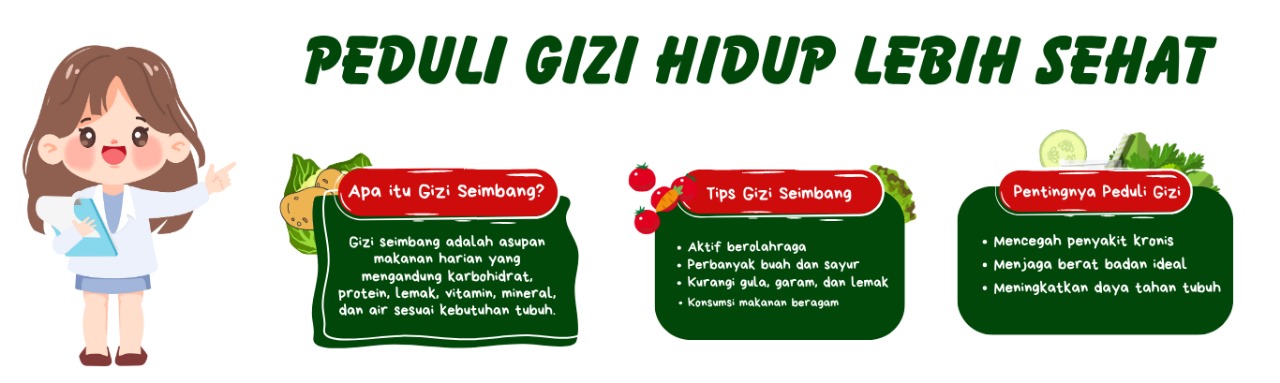 PEDULI GIZI HIDUP LEBIH SEHAT
Apa itu Gizi Seimbang?
Gizi seimbang adalah asupan
makanan harian yang
mengandung karbohidrat,
protein, lemak, vitamin, mineral,
dan air sesuai kebutuhan tubuh.
Tips Gizi Seimbang
• Aktif berolahraga
• Perbanyak buah dan sayur
• Kurangi gula, garam, dan lemak
• Konsumsi makanan beragam
Pentingnya Peduli Gizi
• Mencegah penyakit kronis
• Menjaga berat badan ideal
• Meningkatkan daya tahan tubuh